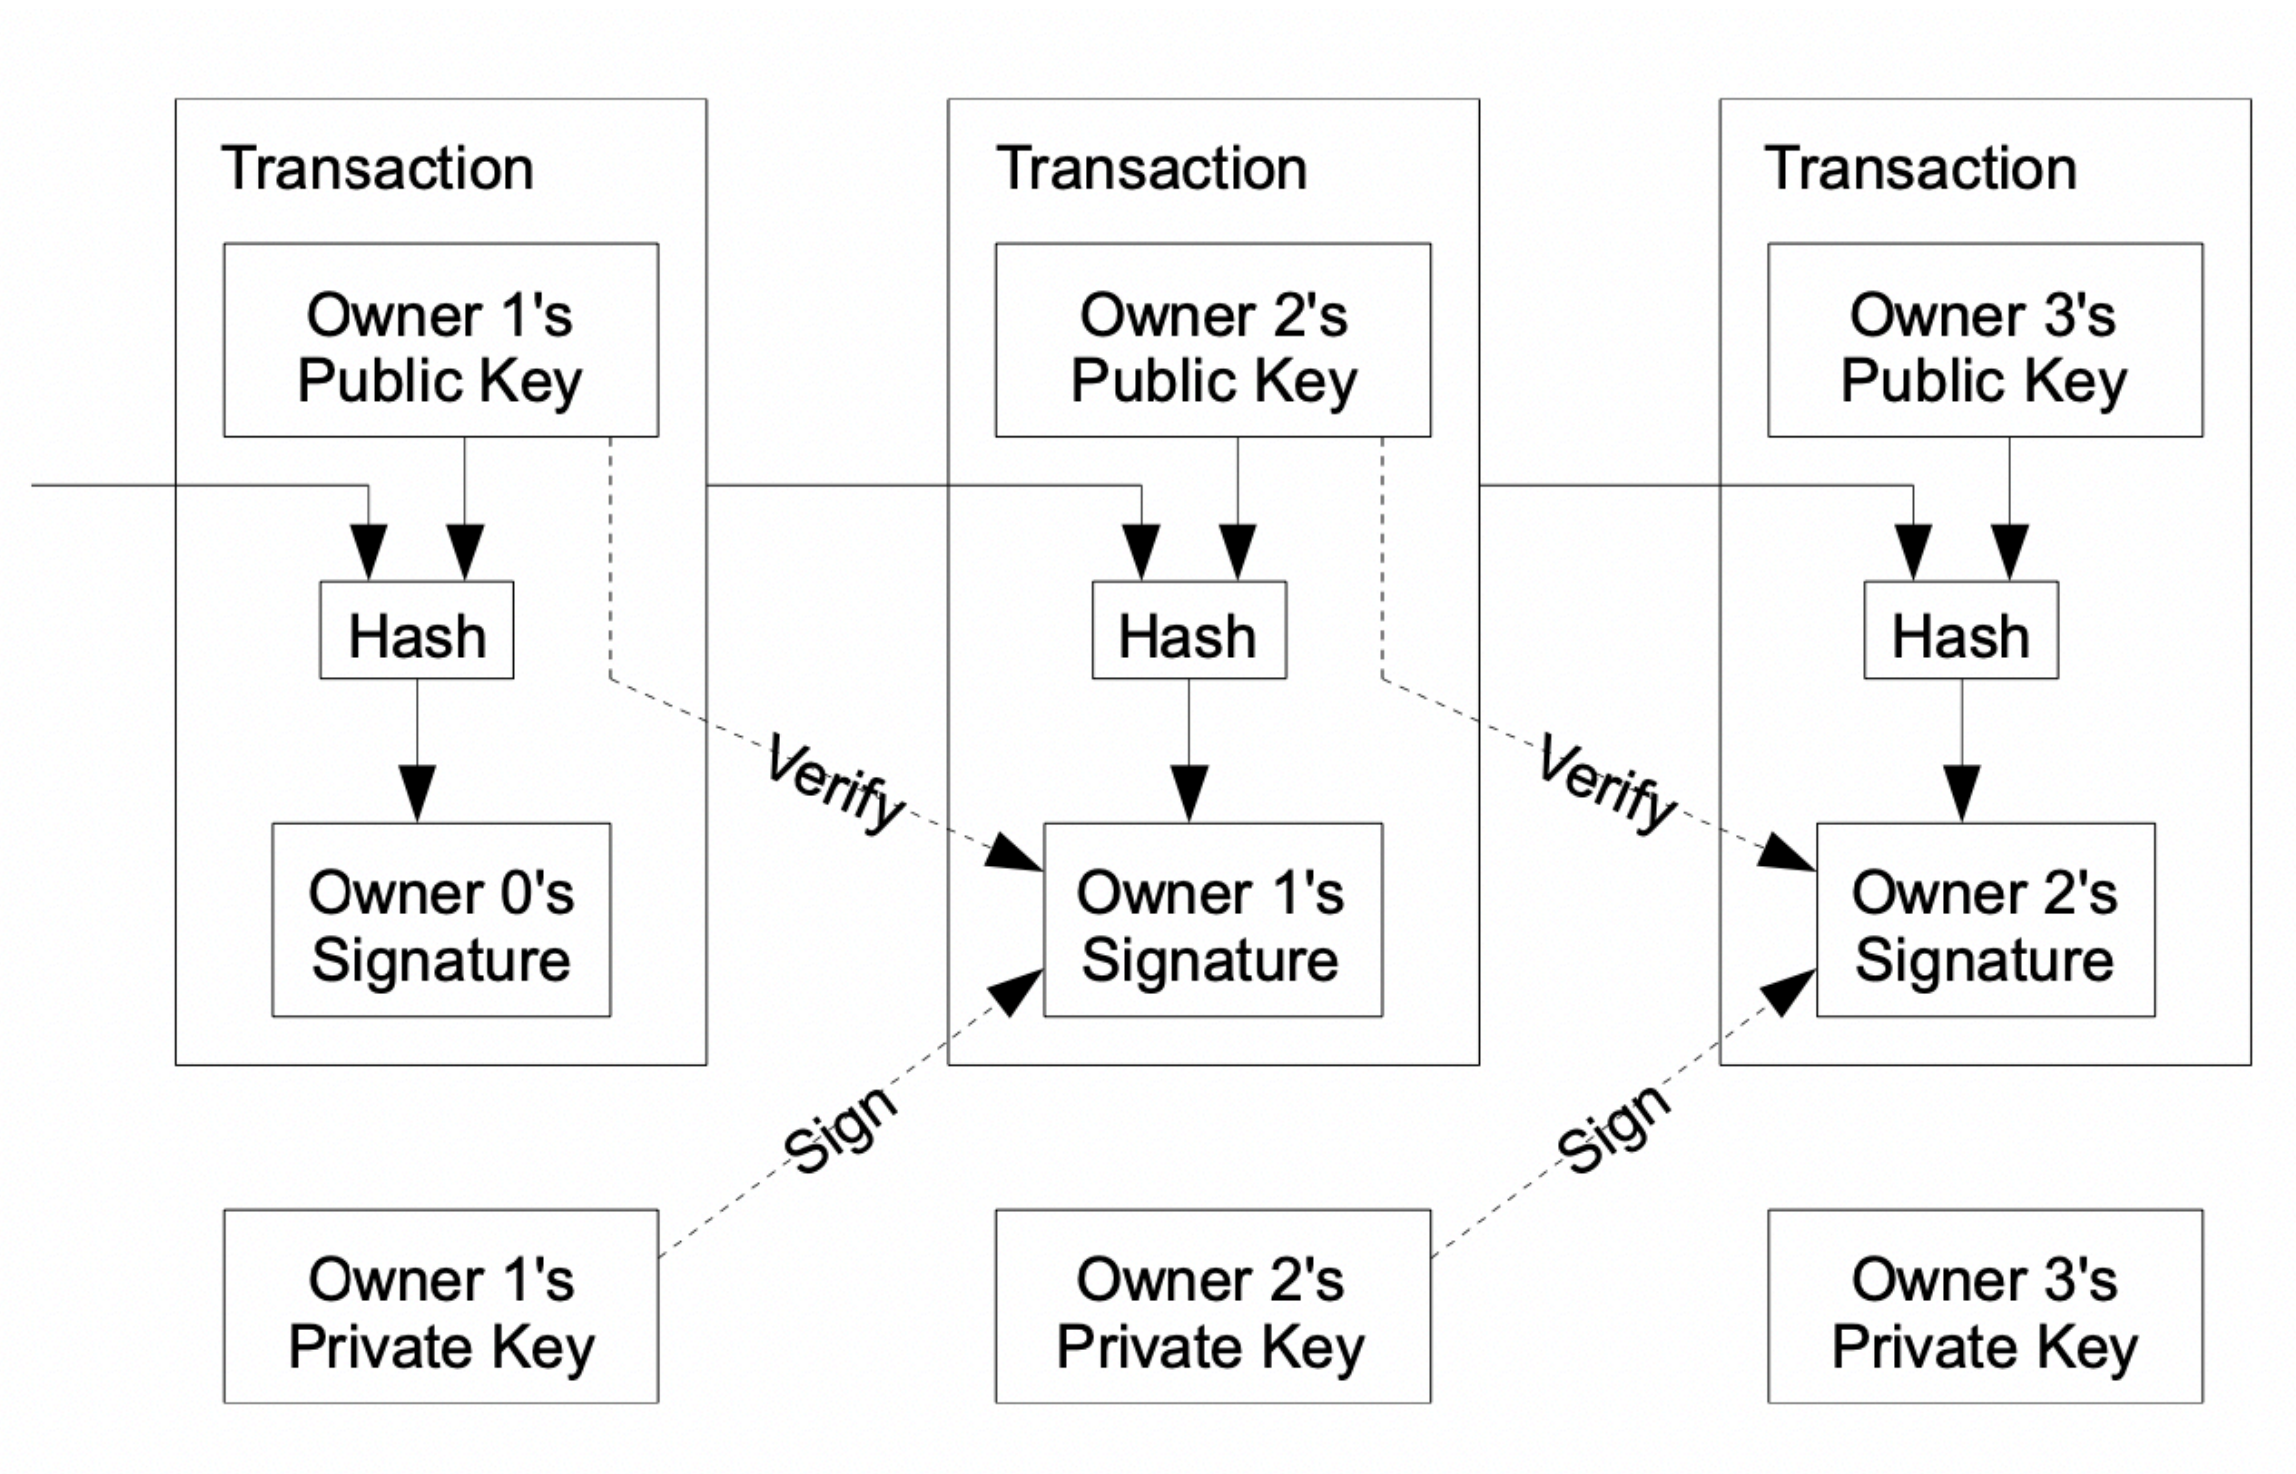 Transaction
Owner 1's
Public Key
Hash
Owner 0's
Signature
Transaction
Owner 2's
Public Key
Hash
Verify
Owner 1's
Signature
Sign
Transaction
Owner 3's
Public Key
Hash
Verify
Owner 2's
Signature
Sign
Owner 1's
Private Key
Owner 2's
Private Key
Owner 3's
Private Key